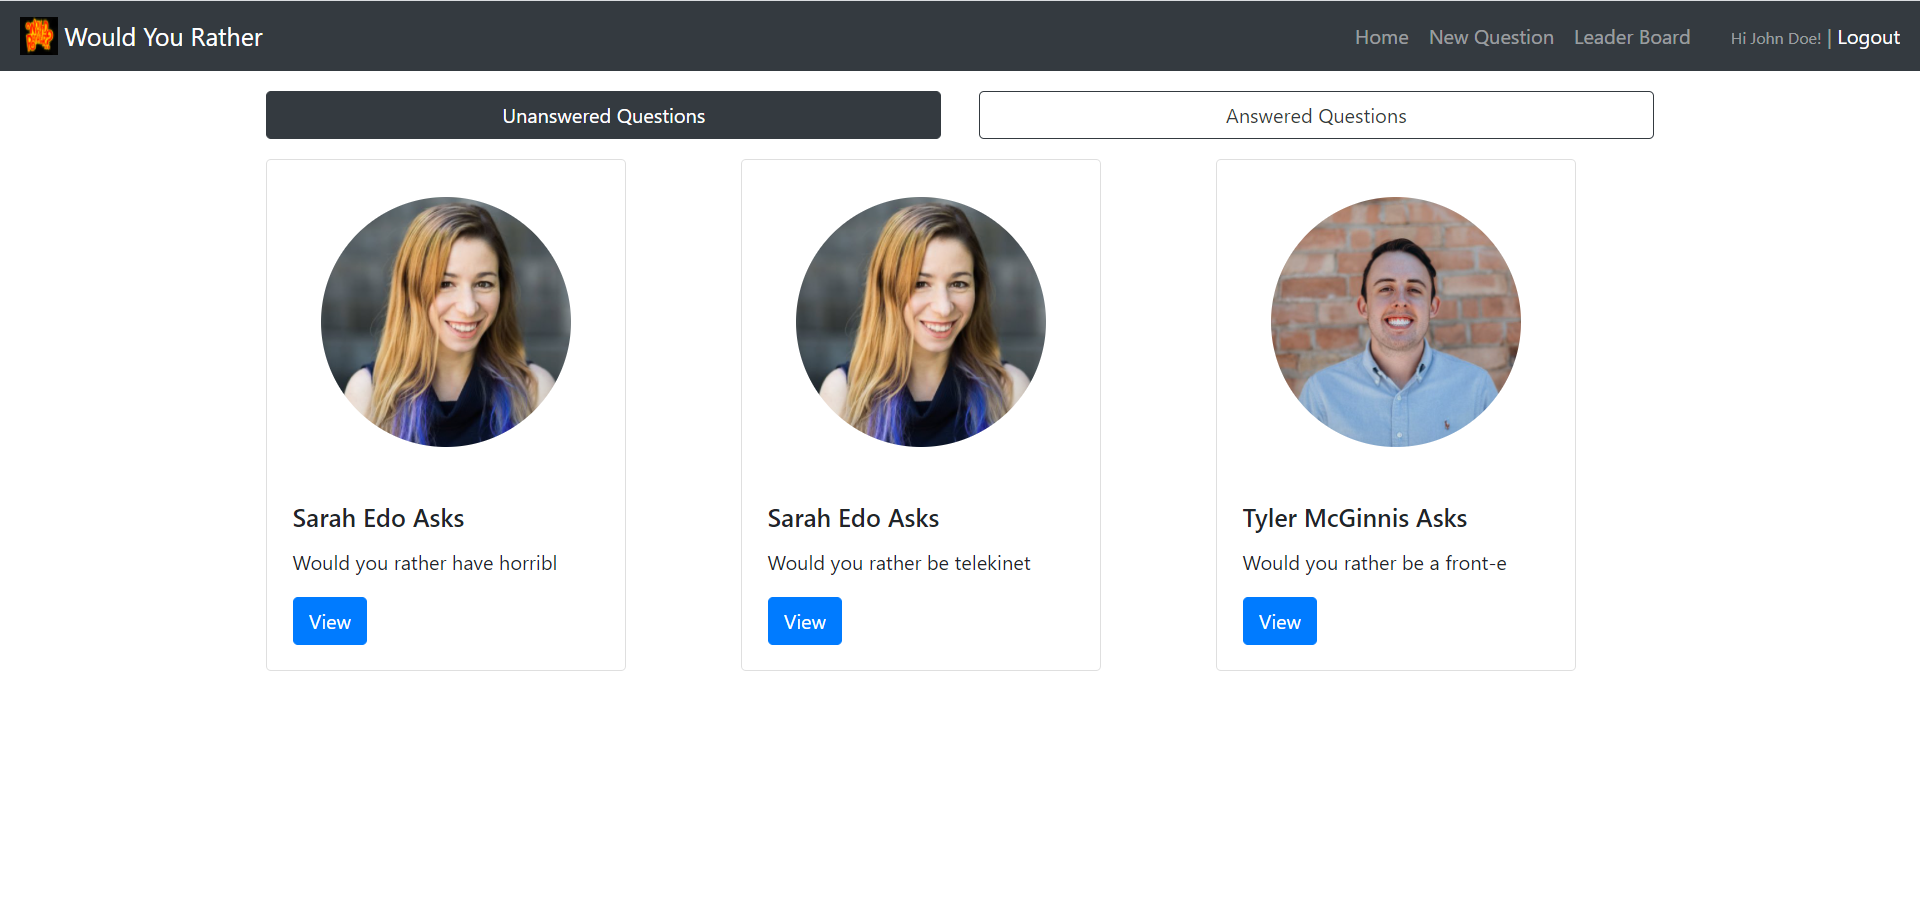 Would You Rather
Home New Question Leader Board Hi John Doe! | Logout
Unanswered Questions
Answered Questions
Sarah Edo Asks
Would you rather have horribl
View
Sarah Edo Asks
Would you rather be telekinet
View
Tyler McGinnis Asks
Would you rather be a front-e
View